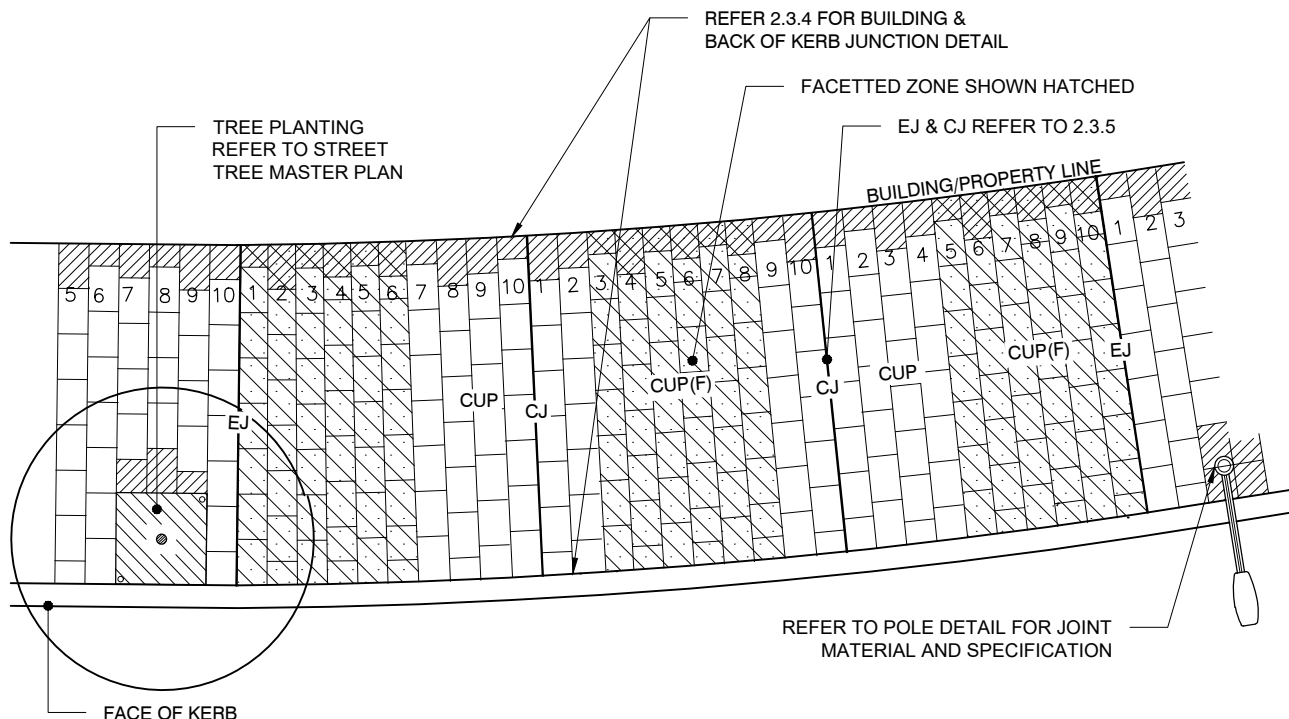 REFER 2.3.4 FOR BUILDING &
BACK OF KERB JUNCTION DETAIL
FACETTED ZONE SHOWN HATCHED
TREE PLANTING
REFER TO STREET
TREE MASTER PLAN
EJ & CJ REFER TO 2.3.5
BUILDING/PROPERTY LINE
5 6 7 8 9 10 1 2 3 4 5 6 7 8 9 10 1 2 3 4 5 6 7 8 9 10 1 2 3 4 5 6 7 8 9 10 1 2 3
EJ
CUP
CJ
CUP(F)
CJ
CUP
CUP(F)
EJ
REFER TO POLE DETAIL FOR JOINT
MATERIAL AND SPECIFICATION
FACE OF KERB